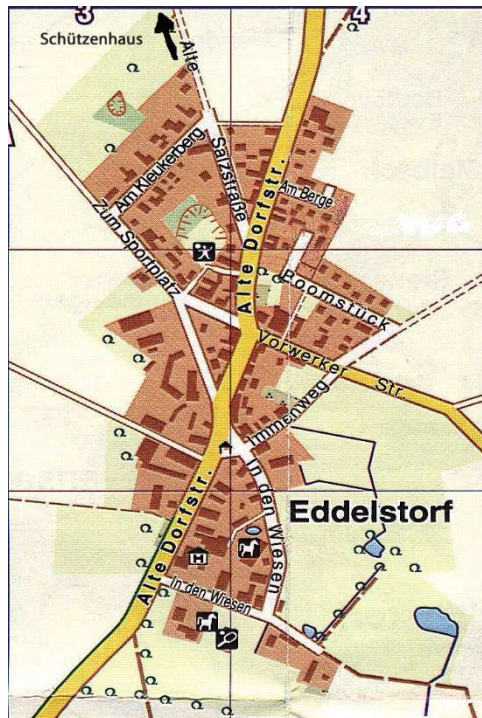 3
4
Schützenhaus
Alte
Salzstraße
Am Kleukerberg
Zum Sportplatz
Am Berge
Alte Dorfstr.
Roomsrück
Vorwerker Str.
Immenweg
In den Wiesen
Eddelstorf
Alte Dorfstr.
H
In den Wiesen